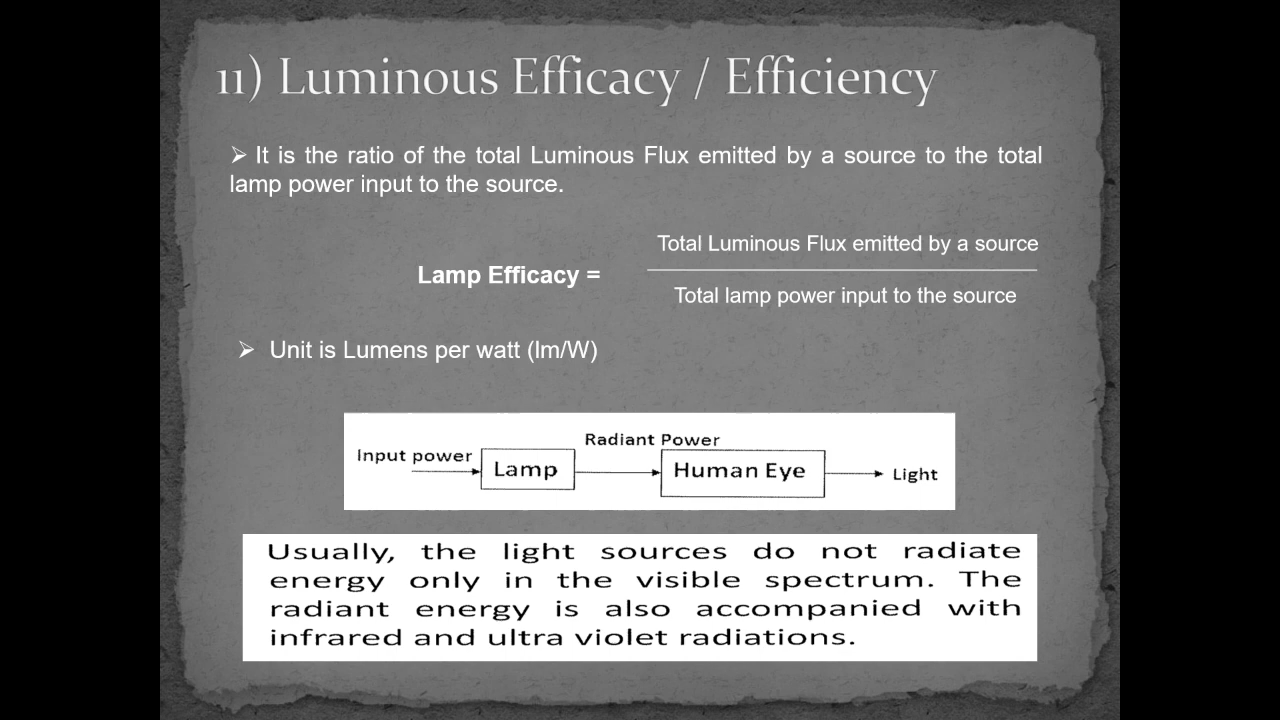 11) Luminous Efficacy / Efficiency
➢ It is the ratio of the total Luminous Flux emitted by a source to the total
lamp power input to the source.
Total Luminous Flux emitted by a source
Lamp Efficacy =
Total lamp power input to the source
➢ Unit is Lumens per watt (lm/W)
Radiant Power
Input power
Lamp
Human Eye
Light
Usually, the light sources do not radiate
energy only in the visible spectrum. The
radiant energy is also accompanied with
infrared and ultra violet radiations.